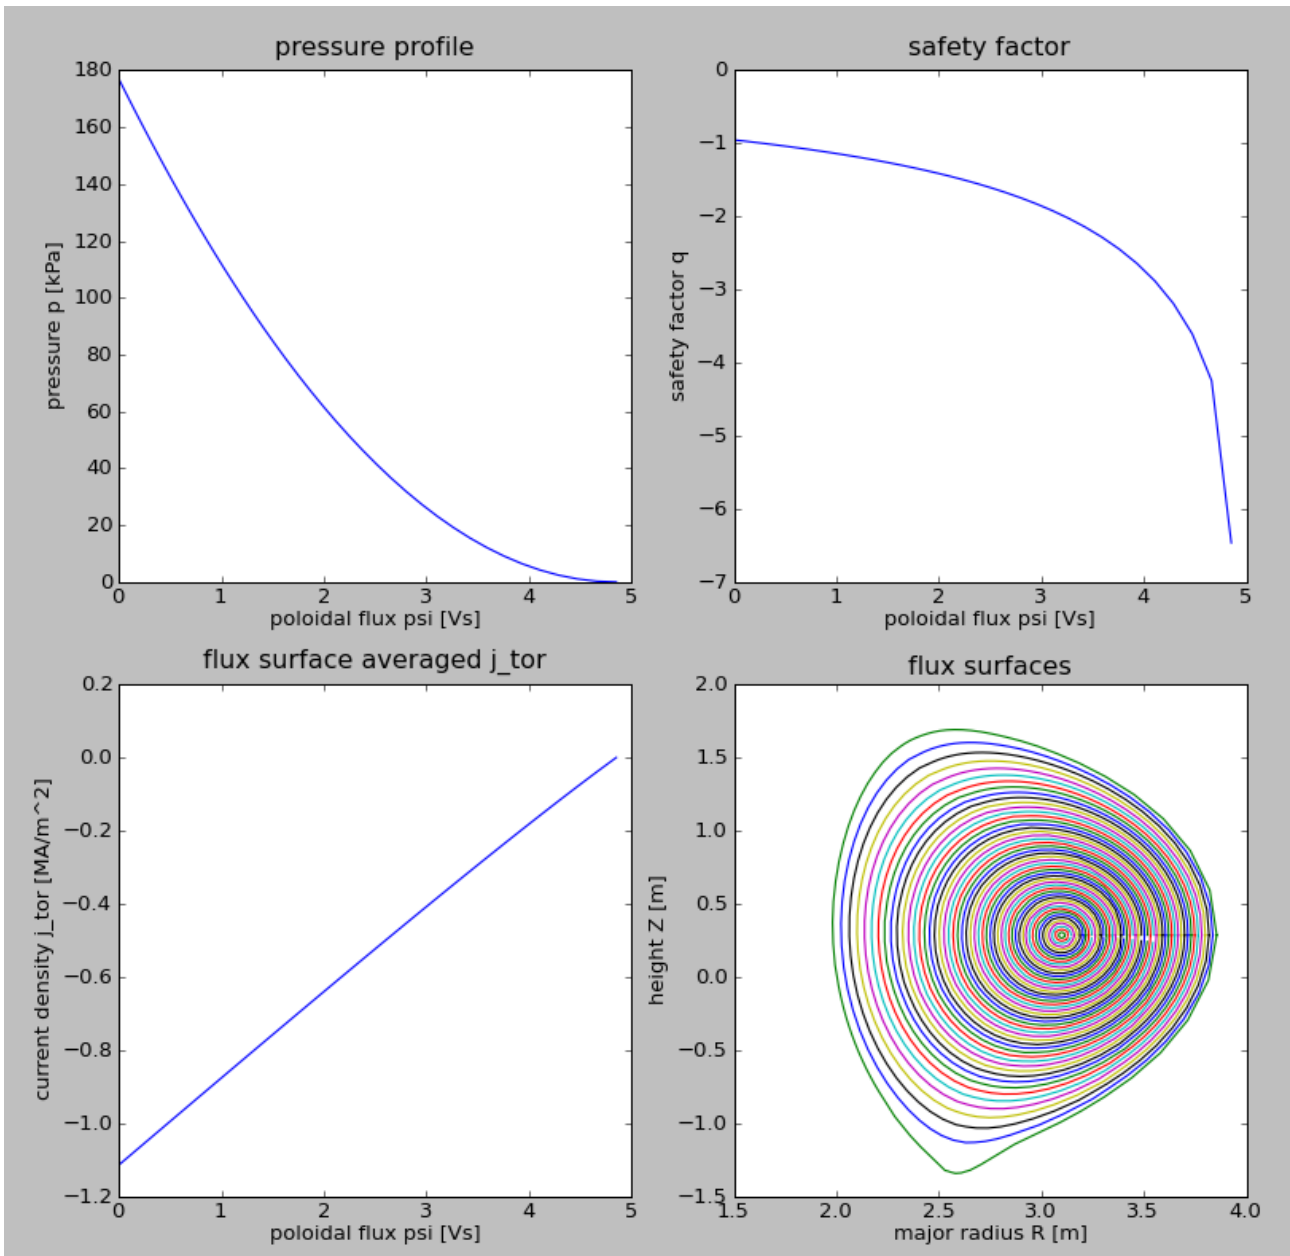 pressure profile
180
160
140
120
100
80
60
40
20
0
pressure p [kPa]
0 1 2 3 4 5
poloidal flux psi [Vs]
safety factor
0
−1
−2
−3
−4
−5
−6
−7
safety factor q
0 1 2 3 4 5
poloidal flux psi [Vs]
flux surface averaged j_tor
0.2
0.0
−0.2
−0.4
−0.6
−0.8
−1.0
−1.2
current density j_tor [MA/m^2]
0 1 2 3 4 5
poloidal flux psi [Vs]
flux surfaces
2.0
1.5
1.0
0.5
0.0
−0.5
−1.0
−1.5
height Z [m]
1.5 2.0 2.5 3.0 3.5 4.0
major radius R [m]